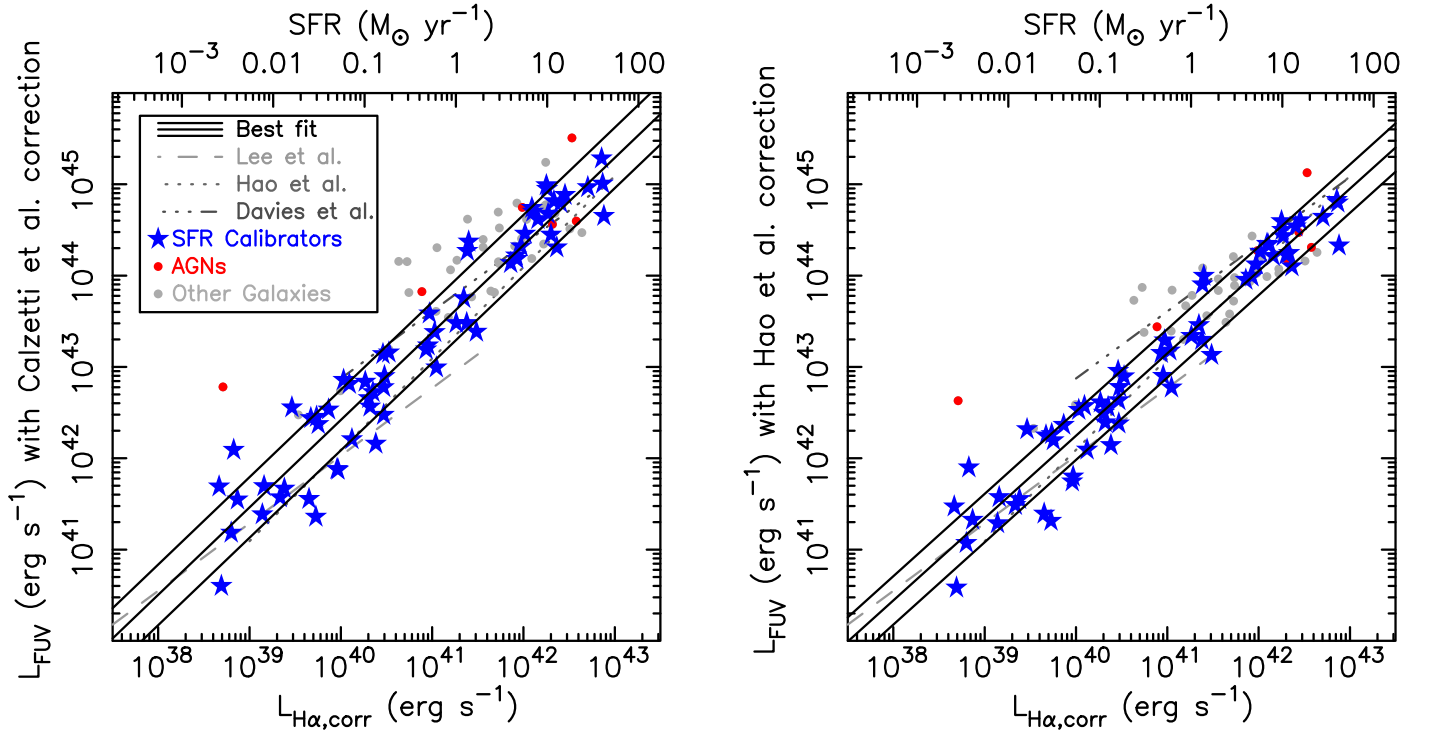 SFR (M⊙ yr⁻¹)
10⁻³ 0.01 0.1 1 10 100
L_FUV (erg s⁻¹) with Calzetti et al. correction
10⁴⁵
10⁴⁴
10⁴³
10⁴²
10⁴¹
Best fit
Lee et al.
Hao et al.
Davies et al.
SFR Calibrators
AGNs
Other Galaxies
10³⁸ 10³⁹ 10⁴⁰ 10⁴¹ 10⁴² 10⁴³
L_Hα,corr (erg s⁻¹)
SFR (M⊙ yr⁻¹)
10⁻³ 0.01 0.1 1 10 100
L_FUV (erg s⁻¹) with Hao et al. correction
10⁴⁵
10⁴⁴
10⁴³
10⁴²
10⁴¹
10³⁸ 10³⁹ 10⁴⁰ 10⁴¹ 10⁴² 10⁴³
L_Hα,corr (erg s⁻¹)